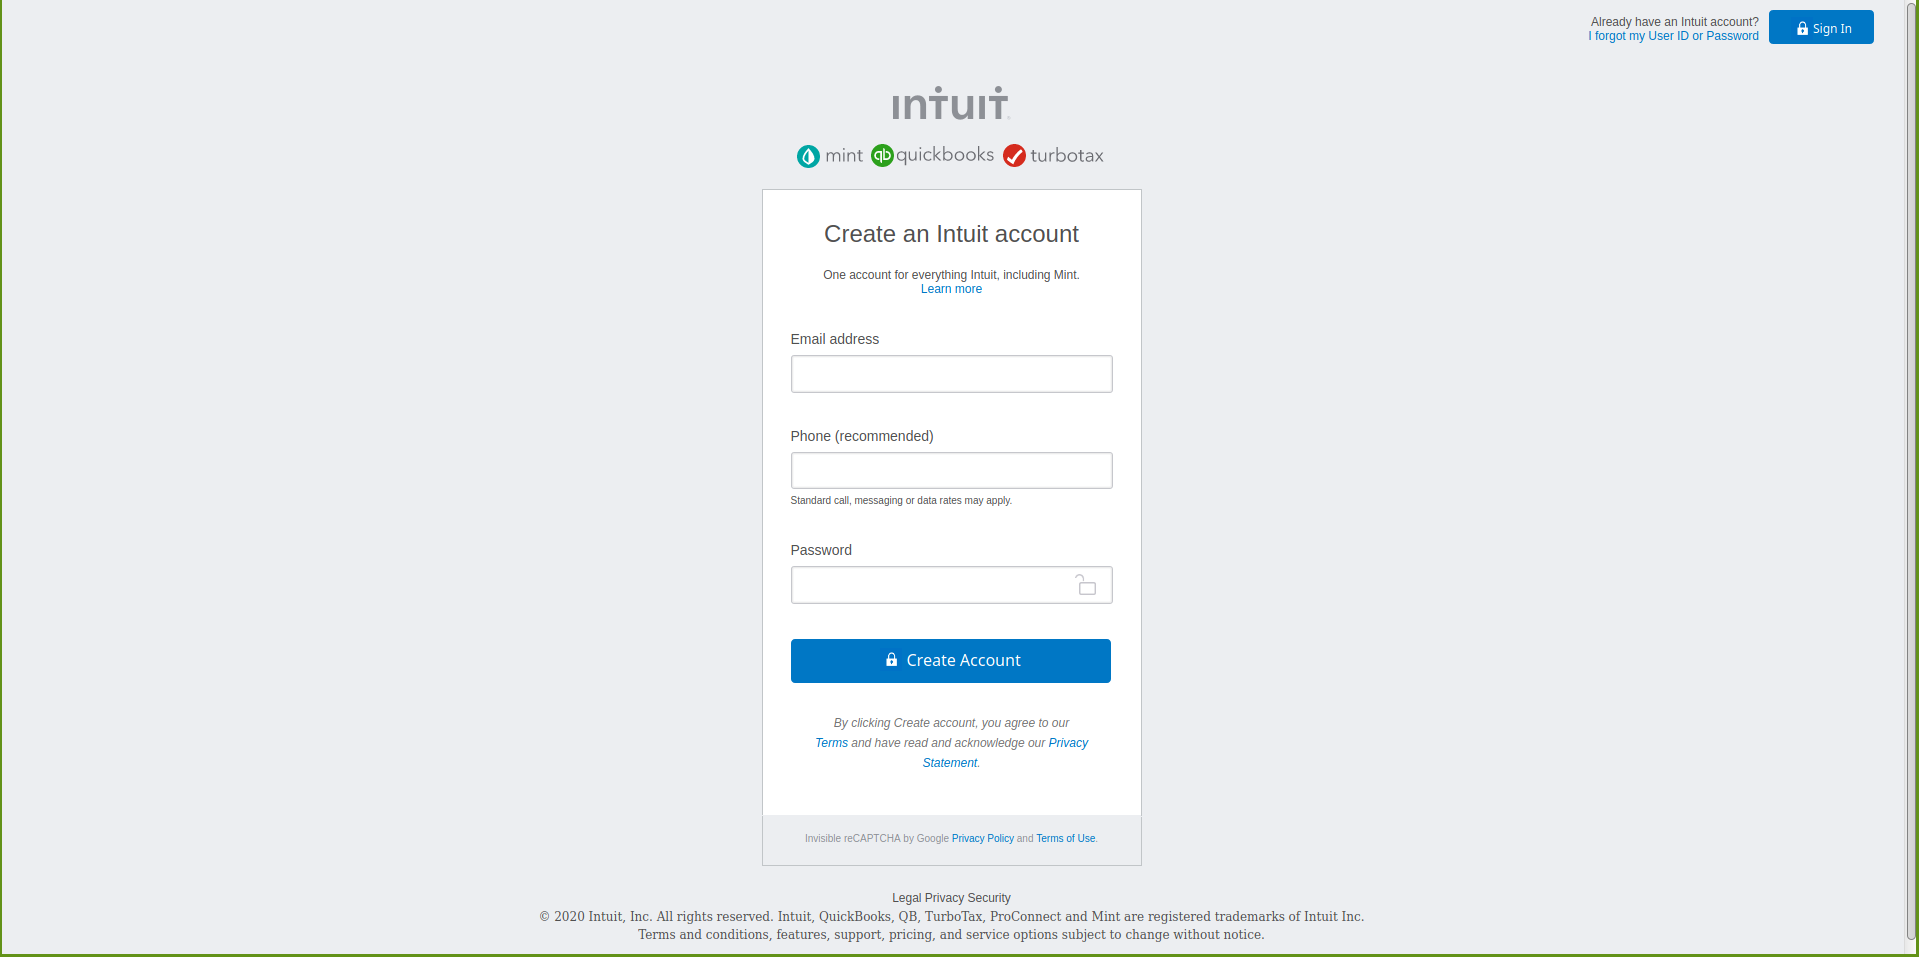 Already have an Intuit account?
I forgot my User ID or Password
Sign In
intuit
mint quickbooks turbotax
Create an Intuit account
One account for everything Intuit, including Mint.
Learn more
Email address
Phone (recommended)
Standard call, messaging or data rates may apply.
Password
Create Account
By clicking Create account, you agree to our
Terms and have read and acknowledge our Privacy
Statement.
Invisible reCAPTCHA by Google Privacy Policy and Terms of Use.
Legal Privacy Security
© 2020 Intuit, Inc. All rights reserved. Intuit, QuickBooks, QB, TurboTax, ProConnect and Mint are registered trademarks of Intuit Inc.
Terms and conditions, features, support, pricing, and service options subject to change without notice.